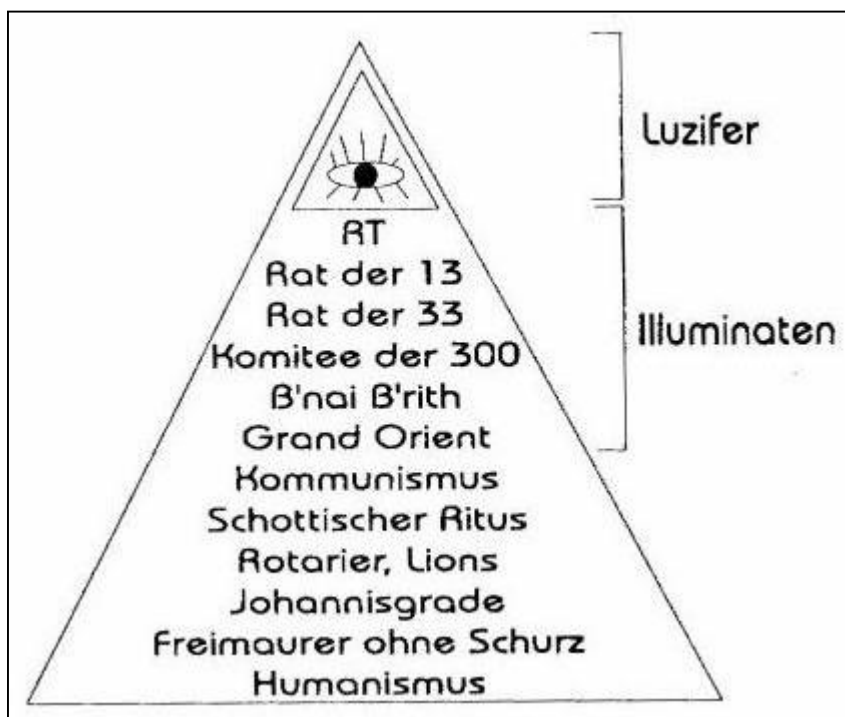 Luzifer
RT
Rat der 13
Rat der 33
Komitee der 300
Illuminaten
B'nai B'rith
Grand Orient
Kommunismus
Schottischer Ritus
Rotarier, Lions
Johannisgrade
Freimaurer ohne Schurz
Humanismus